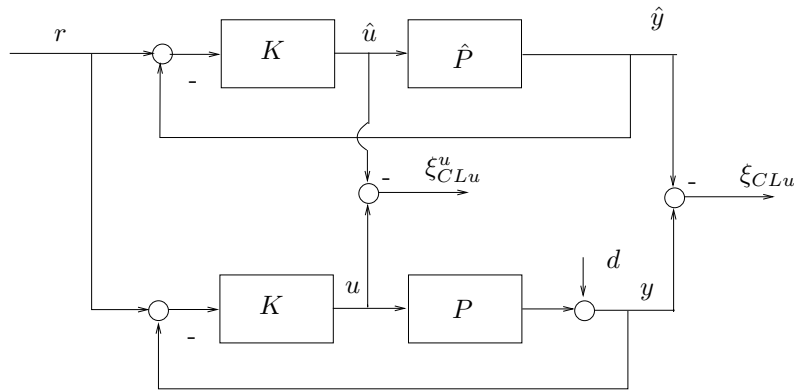 r
K
û
P̂
ŷ
-
-
ξ^u_{CLu}
-
ξ_{CLu}
K
u
P
d
y
-